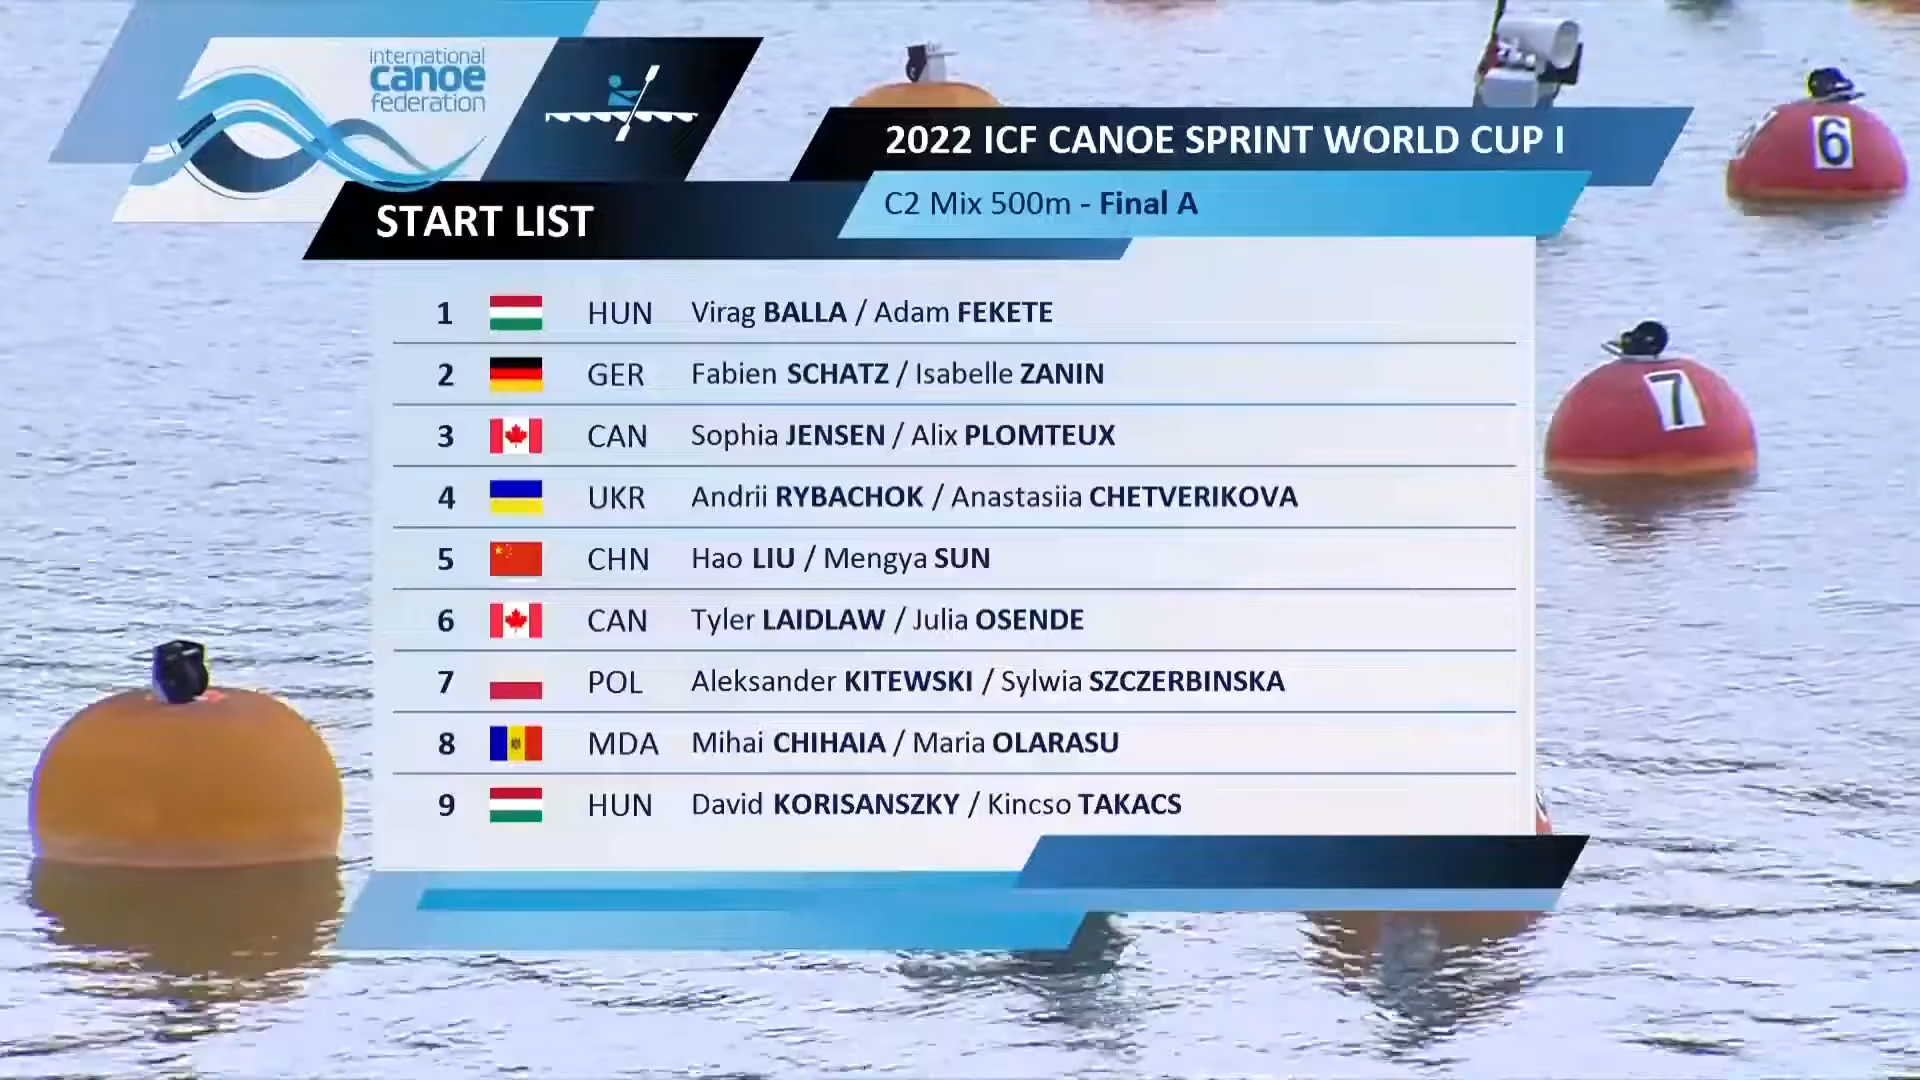 international
canoe
federation
2022 ICF CANOE SPRINT WORLD CUP I
C2 Mix 500m - Final A
START LIST
1 HUN Virag BALLA / Adam FEKETE
2 GER Fabien SCHATZ / Isabelle ZANIN
3 CAN Sophia JENSEN / Alix PLOMTEUX
4 UKR Andrii RYBACHOK / Anastasiia CHETVERIKOVA
5 CHN Hao LIU / Mengya SUN
6 CAN Tyler LAIDLAW / Julia OSENDE
7 POL Aleksander KITEWSKI / Sylwia SZCZERBINSKA
8 MDA Mihai CHIHAIA / Maria OLARASU
9 HUN David KORISANSZKY / Kincso TAKACS
6
7